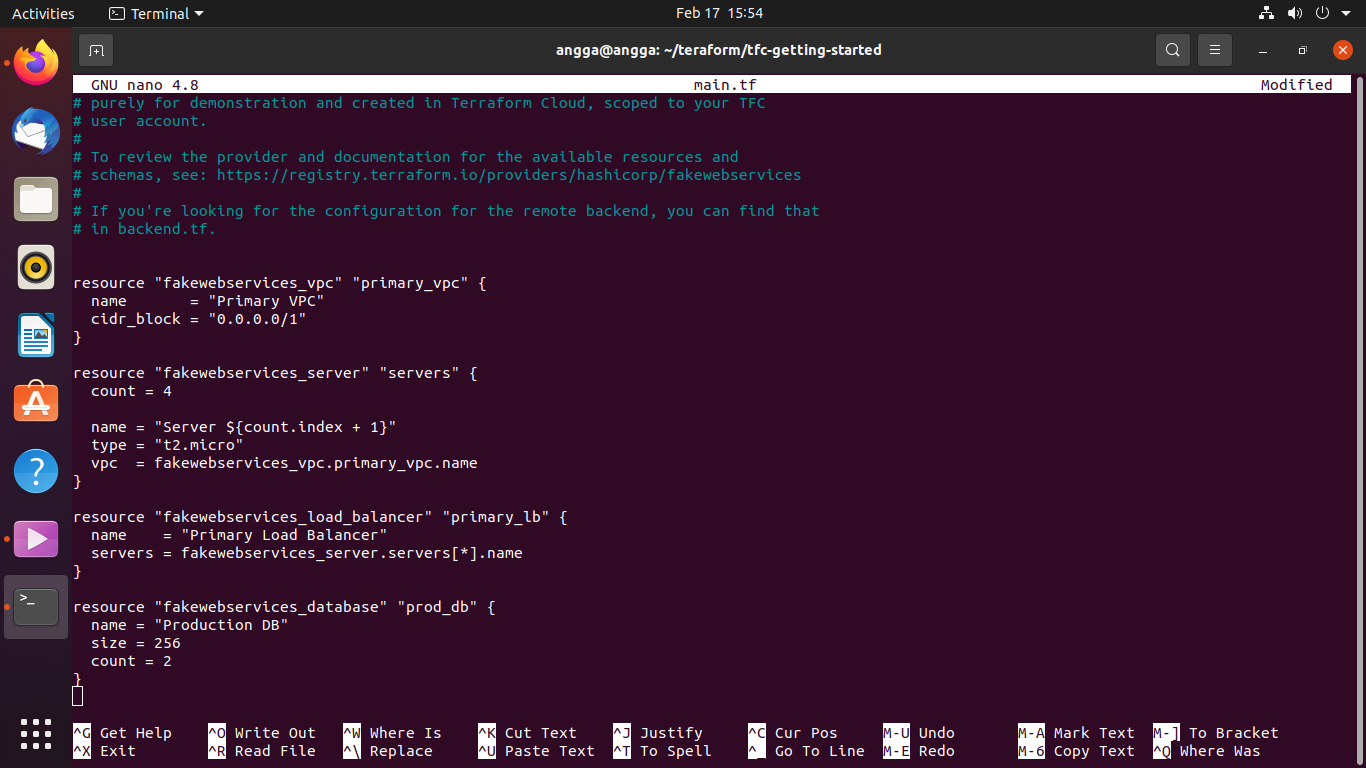 Activities Terminal Feb 17 15:54
angga@angga: ~/teraform/tfc-getting-started
GNU nano 4.8 main.tf Modified
# purely for demonstration and created in Terraform Cloud, scoped to your TFC
# user account.
#
# To review the provider and documentation for the available resources and
# schemas, see: https://registry.terraform.io/providers/hashicorp/fakewebservices
#
# If you're looking for the configuration for the remote backend, you can find that
# in backend.tf.
resource "fakewebservices_vpc" "primary_vpc" {
  name       = "Primary VPC"
  cidr_block = "0.0.0.0/1"
}
resource "fakewebservices_server" "servers" {
  count = 4
  name = "Server ${count.index + 1}"
  type = "t2.micro"
  vpc  = fakewebservices_vpc.primary_vpc.name
}
resource "fakewebservices_load_balancer" "primary_lb" {
  name    = "Primary Load Balancer"
  servers = fakewebservices_server.servers[*].name
}
resource "fakewebservices_database" "prod_db" {
  name = "Production DB"
  size = 256
  count = 2
}
^G Get Help ^O Write Out ^W Where Is ^K Cut Text ^J Justify ^C Cur Pos M-U Undo M-A Mark Text M-] To Bracket
^X Exit ^R Read File ^\ Replace ^U Paste Text ^T To Spell ^_ Go To Line M-E Redo M-6 Copy Text ^Q Where Was